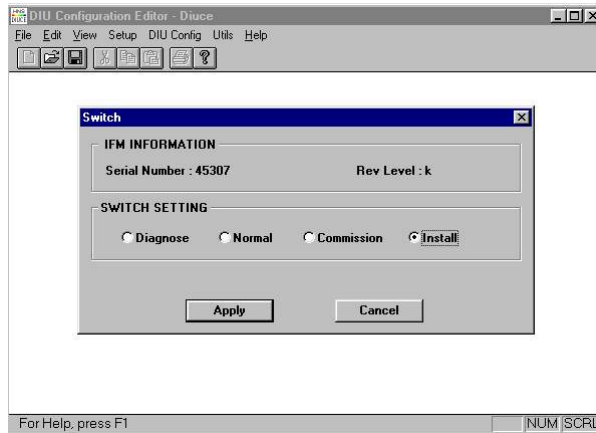 DIU Configuration Editor - Diuce
File Edit View Setup DIU Config Utils Help
Switch
IFM INFORMATION
Serial Number : 45307 Rev Level : k
SWITCH SETTING
Diagnose Normal Commission Install
Apply Cancel
For Help, press F1 NUM SCRL